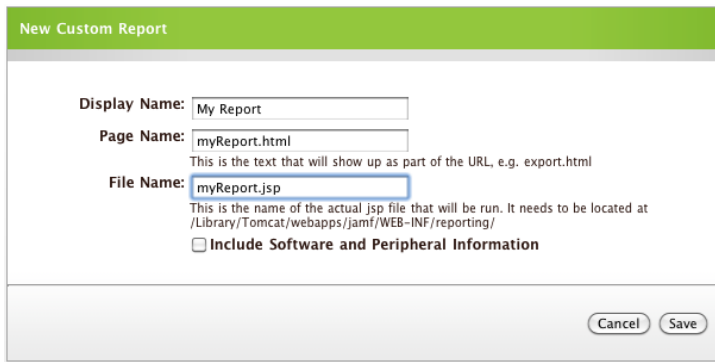 New Custom Report
Display Name: My Report
Page Name: myReport.html
This is the text that will show up as part of the URL, e.g. export.html
File Name: myReport.jsp
This is the name of the actual jsp file that will be run. It needs to be located at
/Library/Tomcat/webapps/jamf/WEB-INF/reporting/
Include Software and Peripheral Information
Cancel Save